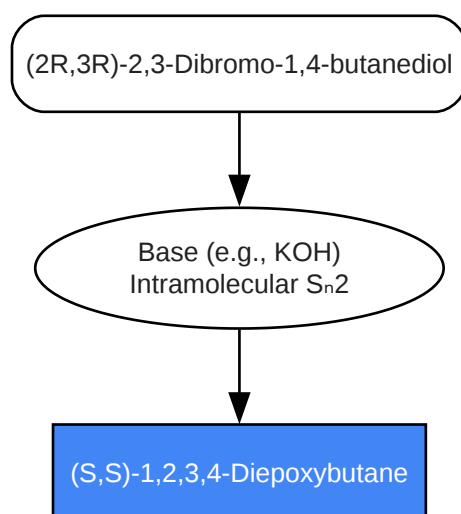 (2R,3R)-2,3-Dibromo-1,4-butanediol
Base (e.g., KOH)
Intramolecular Sₙ2
(S,S)-1,2,3,4-Diepoxybutane